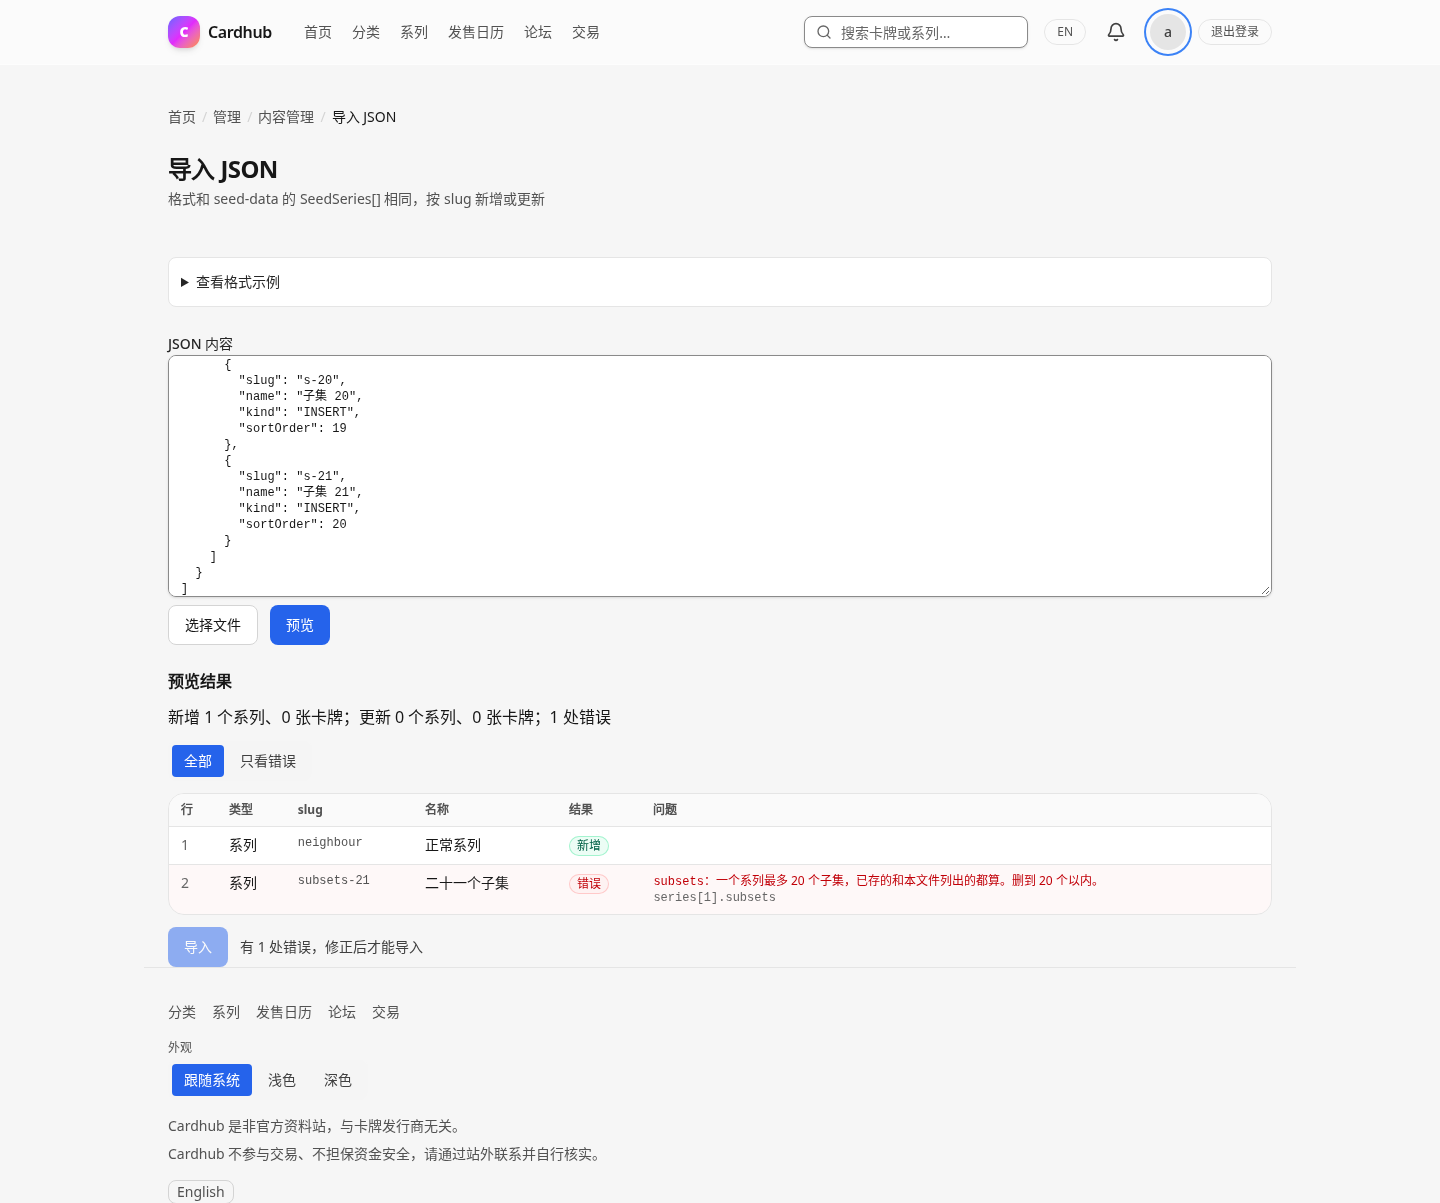 C Cardhub 首页 分类 系列 发售日历 论坛 交易 搜索卡牌或系列... EN a 退出登录
首页 / 管理 / 内容管理 / 导入 JSON
导入 JSON
格式和 seed-data 的 SeedSeries[] 相同，按 slug 新增或更新
▶ 查看格式示例
JSON 内容
{
"slug": "s-20",
"name": "子集 20",
"kind": "INSERT",
"sortOrder": 19
},
{
"slug": "s-21",
"name": "子集 21",
"kind": "INSERT",
"sortOrder": 20
}
]
}
]
选择文件 预览
预览结果
新增 1 个系列、0 张卡牌；更新 0 个系列、0 张卡牌；1 处错误
全部 只看错误
行 类型 slug 名称 结果 问题
1 系列 neighbour 正常系列 新增
2 系列 subsets-21 二十一个子集 错误 subsets: 一个系列最多 20 个子集，已存的和本文件列出的都算。删到 20 个以内。
series[1].subsets
导入 有 1 处错误，修正后才能导入
分类 系列 发售日历 论坛 交易
外观
跟随系统 浅色 深色
Cardhub 是非官方资料站，与卡牌发行商无关。
Cardhub 不参与交易、不担保资金安全，请通过站外联系并自行核实。
English